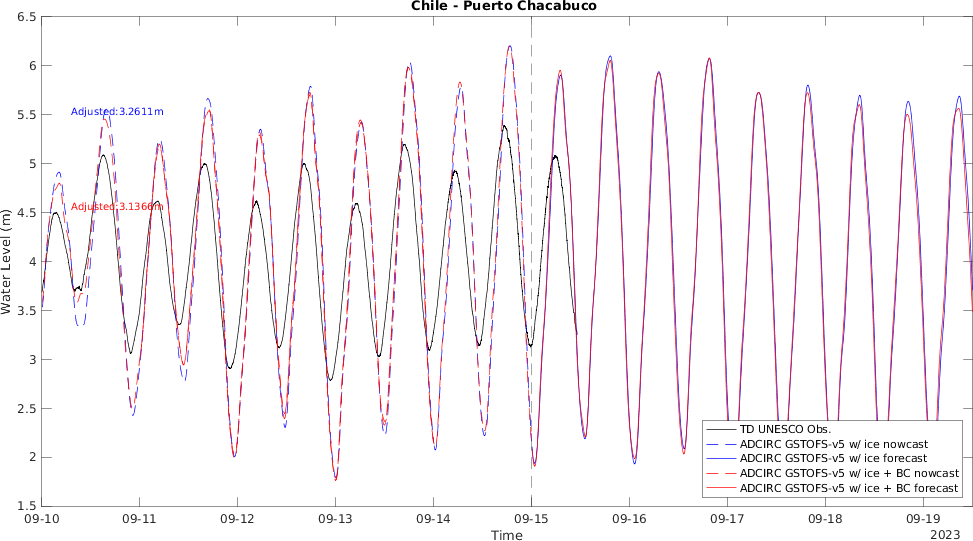 Chile - Puerto Chacabuco
6.5
6
5.5
5
4.5
4
3.5
3
2.5
2
1.5
Water Level (m)
Adjusted:3.2611m
Adjusted:3.1366m
TD UNESCO Obs.
ADCIRC GSTOFS-v5 w/ ice nowcast
ADCIRC GSTOFS-v5 w/ ice forecast
ADCIRC GSTOFS-v5 w/ ice + BC nowcast
ADCIRC GSTOFS-v5 w/ ice + BC forecast
09-10 09-11 09-12 09-13 09-14 09-15 09-16 09-17 09-18 09-19
Time
2023